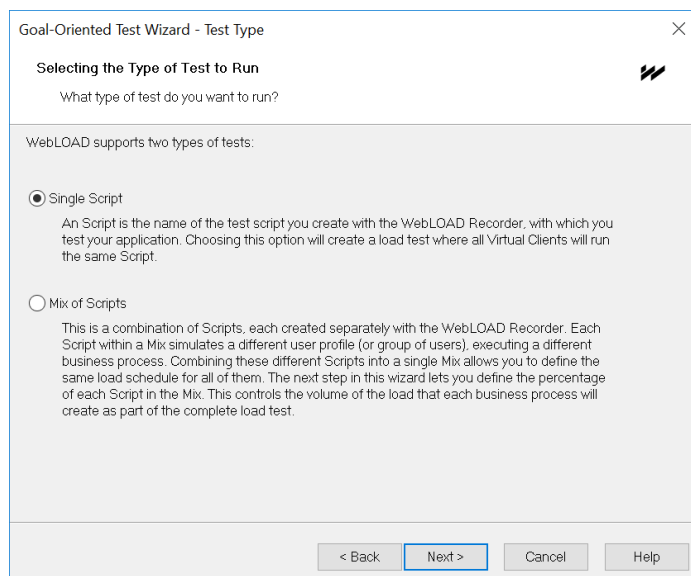 Goal-Oriented Test Wizard - Test Type
Selecting the Type of Test to Run
What type of test do you want to run?
WebLOAD supports two types of tests:
Single Script
An Script is the name of the test script you create with the WebLOAD Recorder, with which you
test your application. Choosing this option will create a load test where all Virtual Clients will run
the same Script.
Mix of Scripts
This is a combination of Scripts, each created separately with the WebLOAD Recorder. Each
Script within a Mix simulates a different user profile (or group of users), executing a different
business process. Combining these different Scripts into a single Mix allows you to define the
same load schedule for all of them. The next step in this wizard lets you define the percentage
of each Script in the Mix. This controls the volume of the load that each business process will
create as part of the complete load test.
< Back Next > Cancel Help